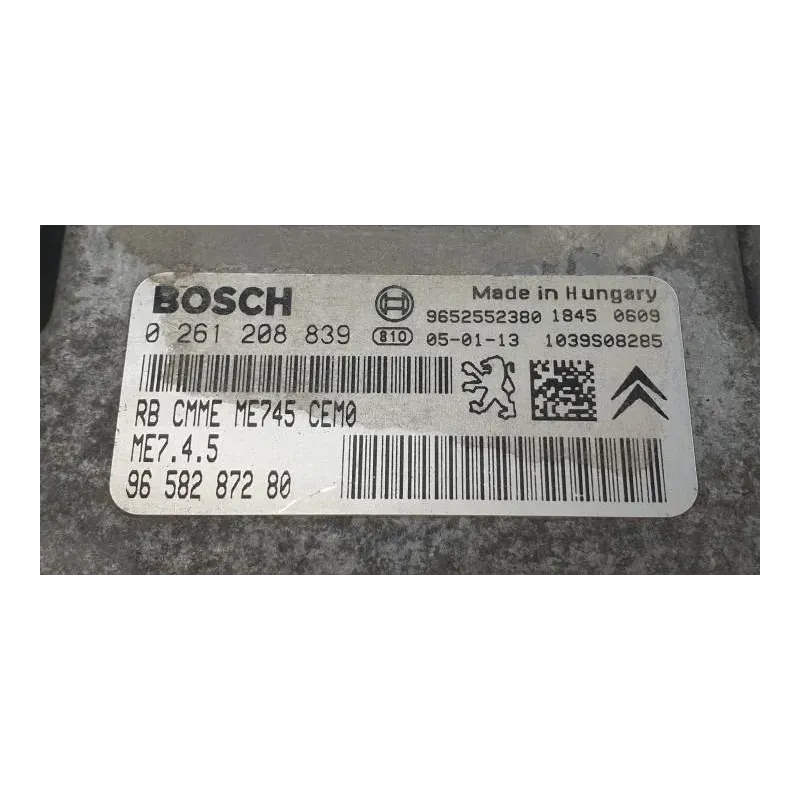 BOSCH
Made in Hungary
9652552380 1845 0609
0 261 208 839
810
05-01-13 1039S08285
RB CMME ME745 CEM0
ME7.4.5
96 582 872 80